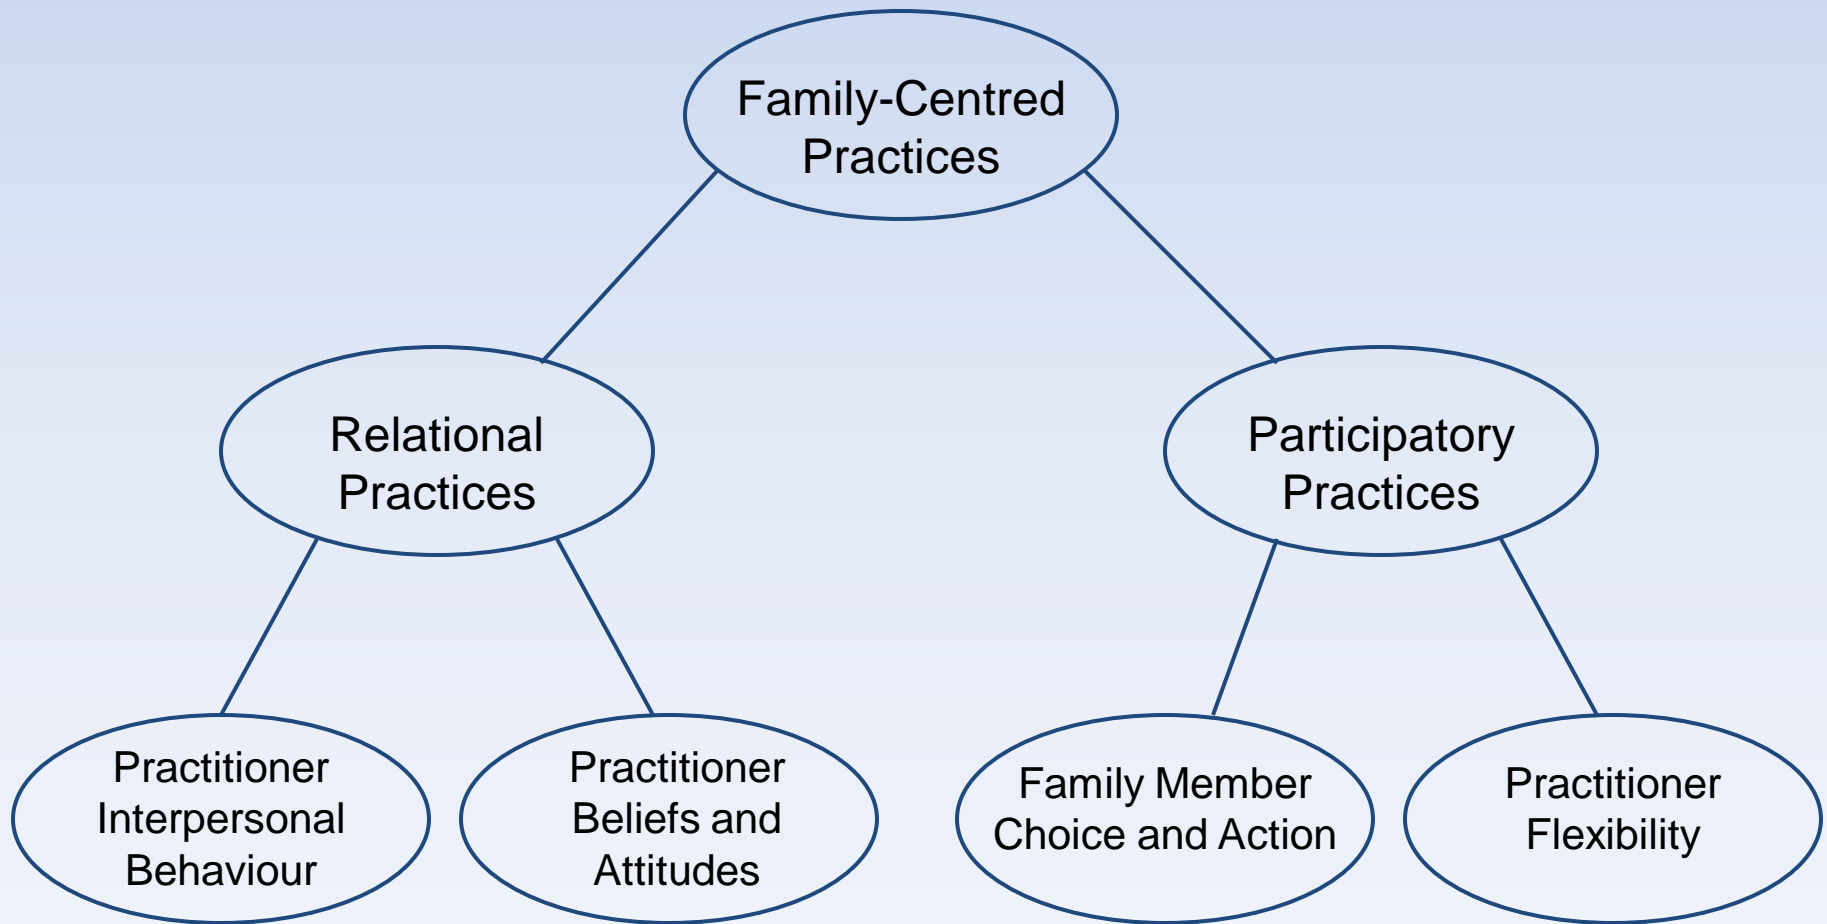 Family-Centred
Practices
Relational
Practices
Participatory
Practices
Practitioner
Interpersonal
Behaviour
Practitioner
Beliefs and
Attitudes
Family Member
Choice and Action
Practitioner
Flexibility